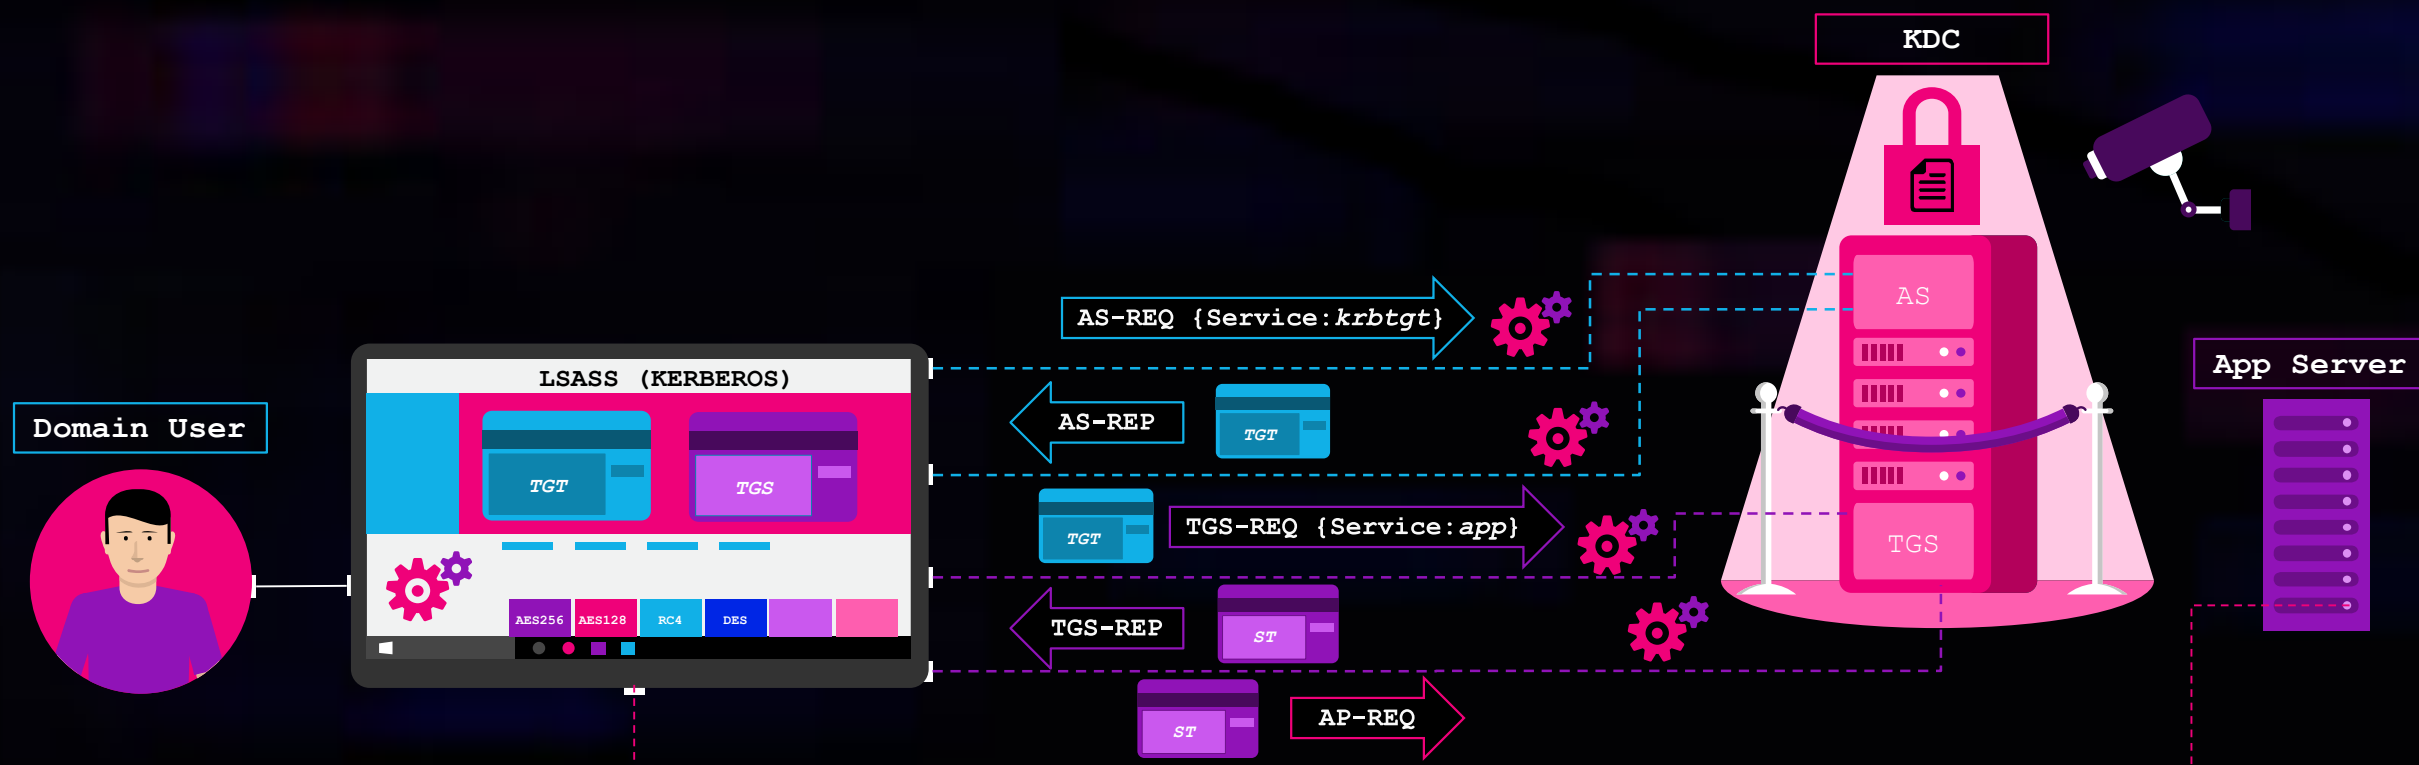 KDC
AS
AS-REQ {Service:krbtgt}
App Server
LSASS (KERBEROS)
Domain User
AS-REP
TGT
TGT
TGS
TGT
TGS-REQ {Service:app}
TGS
AES256
AES128
RC4
DES
TGS-REP
ST
ST
AP-REQ